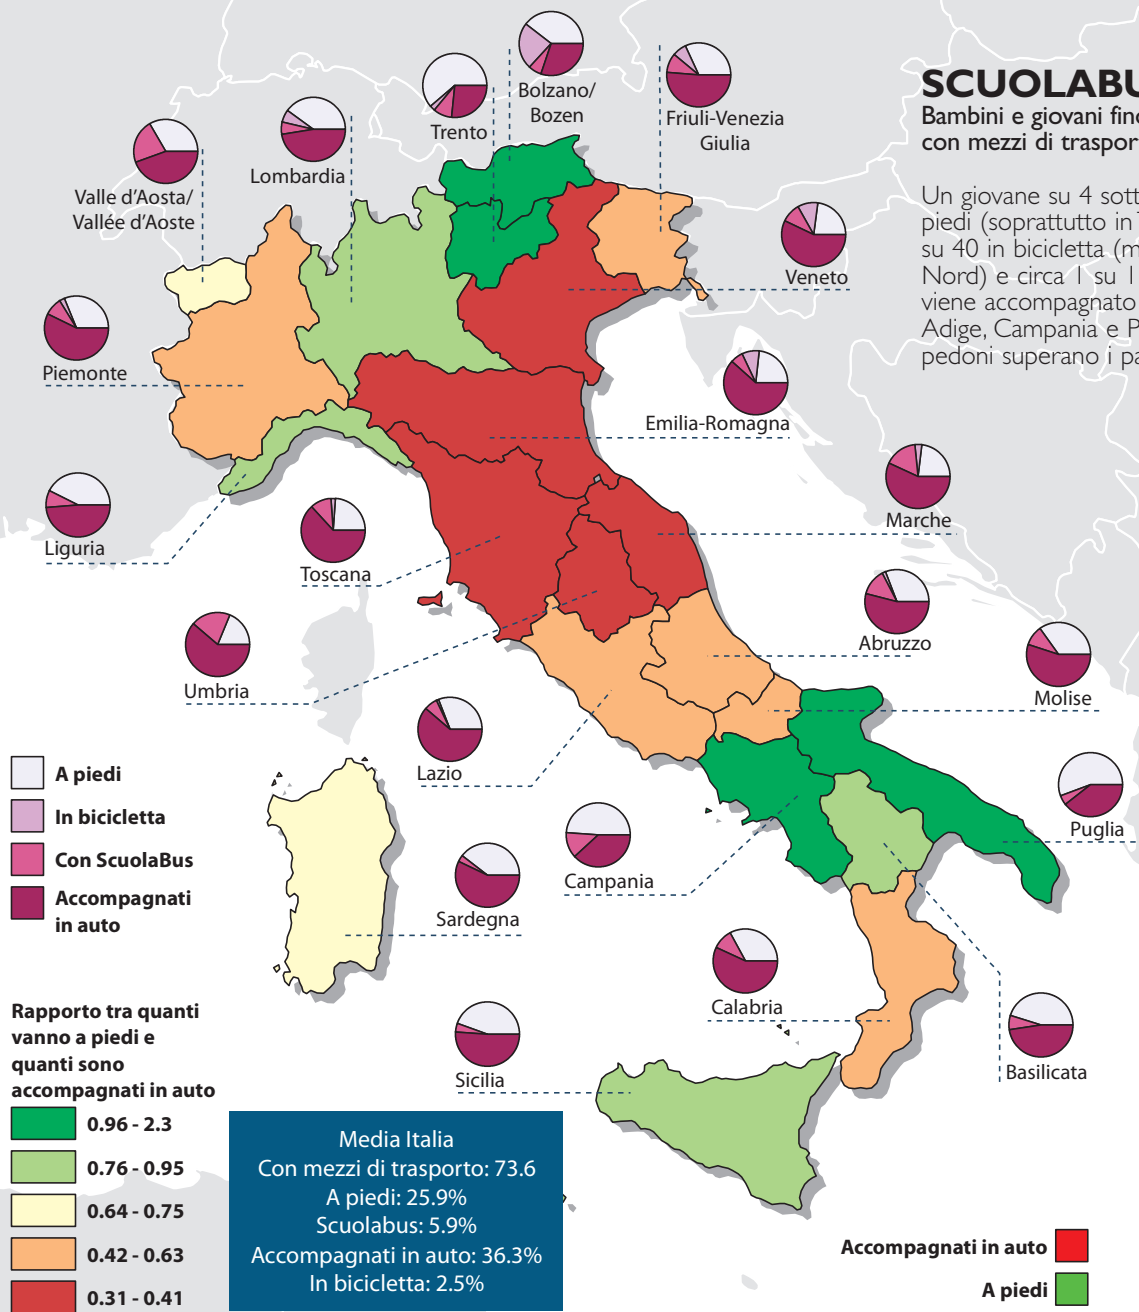 SCUOLABU
Bambini e giovani fino
con mezzi di trasport
Un giovane su 4 sott
piedi (soprattutto in
su 40 in bicicletta (m
Nord) e circa 1 su 1
viene accompagnato
Adige, Campania e P
pedoni superano i pa
Bolzano/
Bozen
Trento
Friuli-Venezia
Giulia
Lombardia
Valle d'Aosta/
Vallée d'Aoste
Veneto
Piemonte
Emilia-Romagna
Marche
Liguria
Toscana
Abruzzo
Umbria
Molise
Lazio
Puglia
Campania
Sardegna
Calabria
Sicilia
Basilicata
A piedi
In bicicletta
Con ScuolaBus
Accompagnati
in auto
Rapporto tra quanti
vanno a piedi e
quanti sono
accompagnati in auto
0.96 - 2.3
0.76 - 0.95
0.64 - 0.75
0.42 - 0.63
0.31 - 0.41
Media Italia
Con mezzi di trasporto: 73.6
A piedi: 25.9%
Scuolabus: 5.9%
Accompagnati in auto: 36.3%
In bicicletta: 2.5%
Accompagnati in auto
A piedi